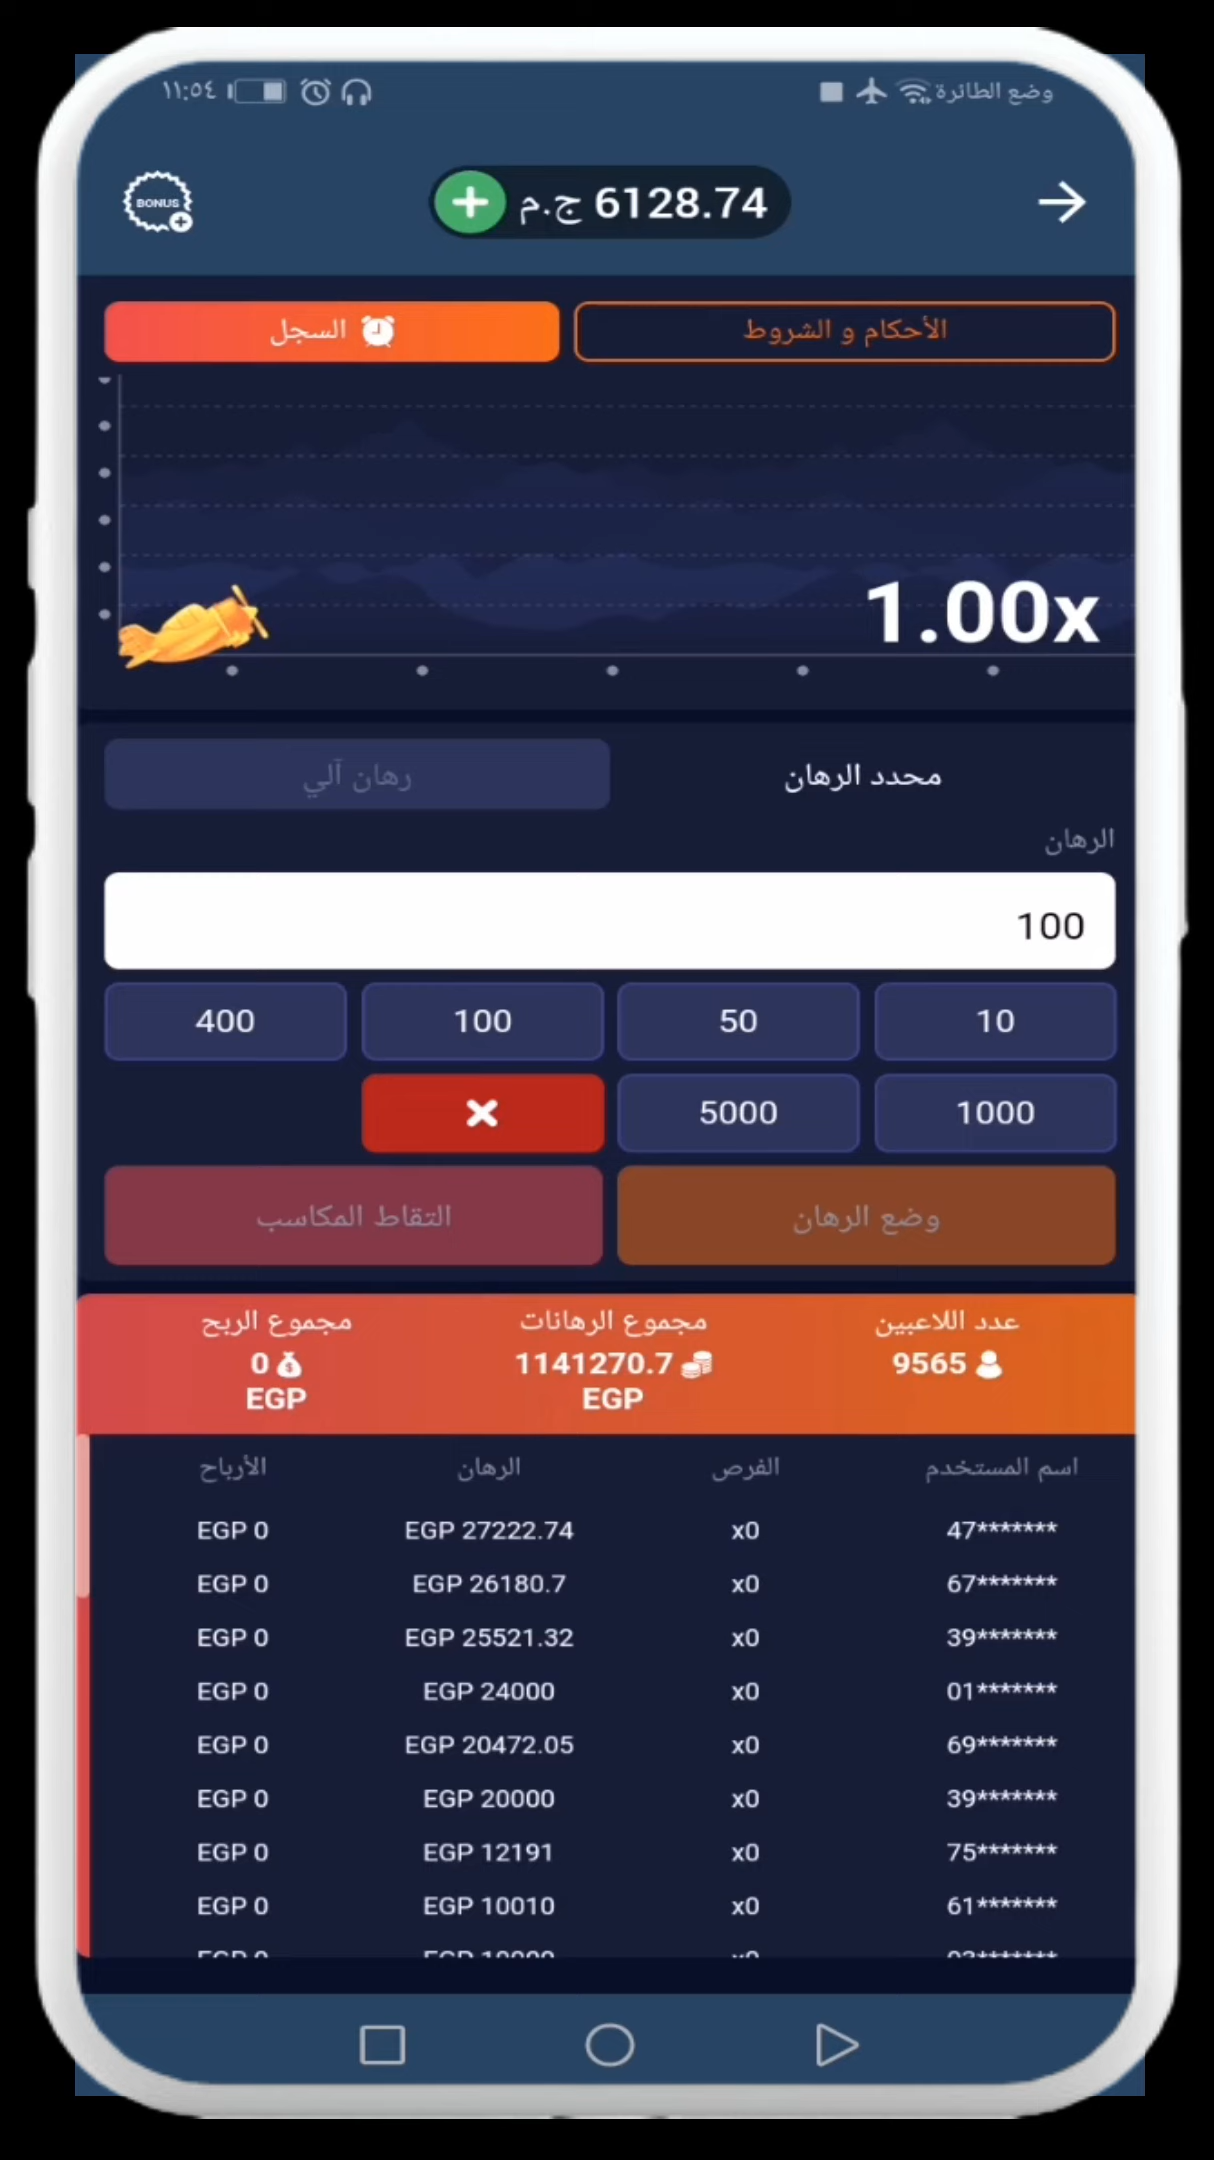 وضع الطائرة ١١:٥٤
6128.74 ج.م
BONUS
الأحكام و الشروط
السجل
1.00x
محدد الرهان
رهان آلي
الرهان
100
10 50 100 400
1000 5000
وضع الرهان
التقاط المكاسب
عدد اللاعبين مجموع الرهانات مجموع الربح
9565 1141270.7 0
EGP EGP
اسم المستخدم الفرص الرهان الأرباح
47******* x0 EGP 27222.74 EGP 0
67******* x0 EGP 26180.7 EGP 0
39******* x0 EGP 25521.32 EGP 0
01******* x0 EGP 24000 EGP 0
69******* x0 EGP 20472.05 EGP 0
39******* x0 EGP 20000 EGP 0
75******* x0 EGP 12191 EGP 0
61******* x0 EGP 10010 EGP 0